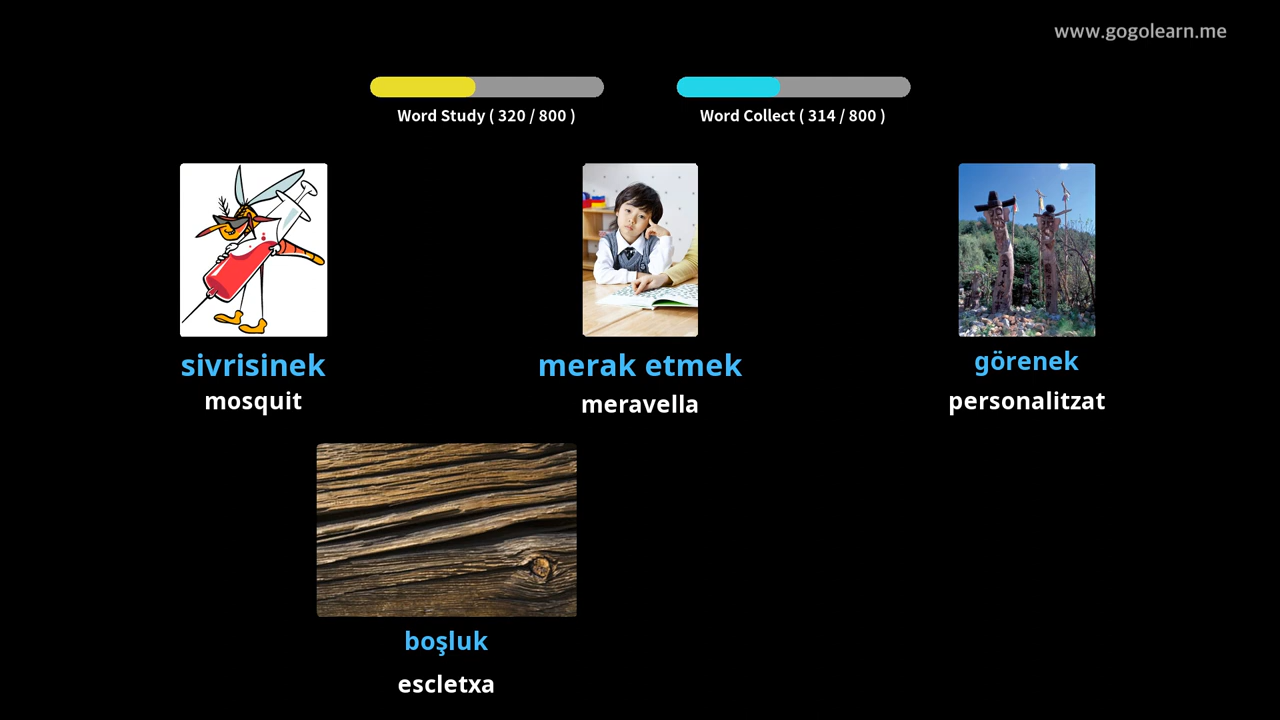 www.gogolearn.me
Word Study ( 320 / 800 )
Word Collect ( 314 / 800 )
sivrisinek
mosquit
merak etmek
meravella
görenek
personalitzat
boşluk
escletxa